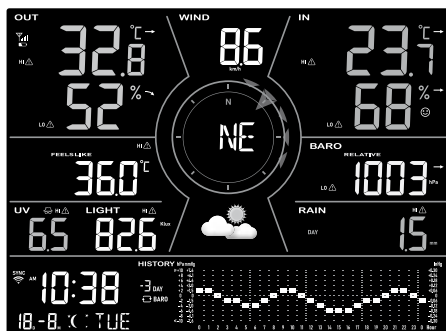 OUT
32.8 °C
HI
52 %
LO
WIND
8.6
km/h
N
NE
IN
23.7 °C
HI
68 %
LO
HI
FEELSLIKE
36.0 °C
BARO
RELATIVE
LO
1003 hPa
UV HI
6.5
LIGHT HI
82.6 Klux
RAIN HI
DAY
1.5 mm
SYNC
AM 10:38
18.-8. TUE
HISTORY
-3 DAY
BARO
hPa mmHg
inHg
0 1 2 3 4 5 6 7 8 9 10 11 12 13 14 15 16 17 18 19 20 21 22 23 24